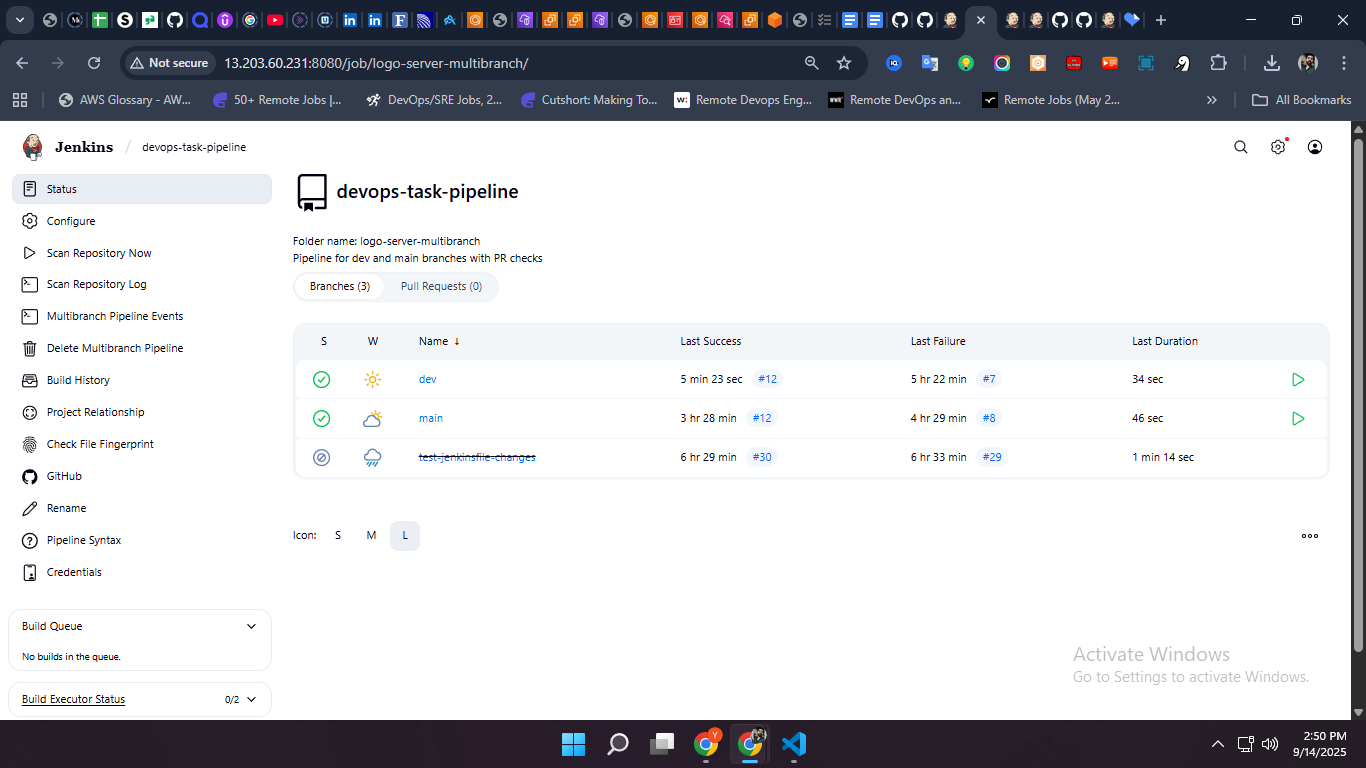 Not secure 13.203.60.231:8080/job/logo-server-multibranch/
AWS Glossary - AW... 50+ Remote Jobs |... DevOps/SRE Jobs, 2... Cutshort: Making To... Remote Devops Eng... Remote DevOps an... Remote Jobs (May 2... » All Bookmarks
Jenkins / devops-task-pipeline
Status
Configure
Scan Repository Now
Scan Repository Log
Multibranch Pipeline Events
Delete Multibranch Pipeline
Build History
Project Relationship
Check File Fingerprint
GitHub
Rename
Pipeline Syntax
Credentials
Build Queue
No builds in the queue.
Build Executor Status 0/2
devops-task-pipeline
Folder name: logo-server-multibranch
Pipeline for dev and main branches with PR checks
Branches (3) Pull Requests (0)
S W Name ↓ Last Success Last Failure Last Duration
dev 5 min 23 sec #12 5 hr 22 min #7 34 sec
main 3 hr 28 min #12 4 hr 29 min #8 46 sec
test-jenkinsfile-changes 6 hr 29 min #30 6 hr 33 min #29 1 min 14 sec
Icon: S M L
Activate Windows
Go to Settings to activate Windows.
2:50 PM
9/14/2025